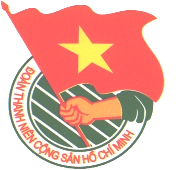 ĐOÀN THANH NIÊN CỘNG SẢN HỒ CHÍ MINH